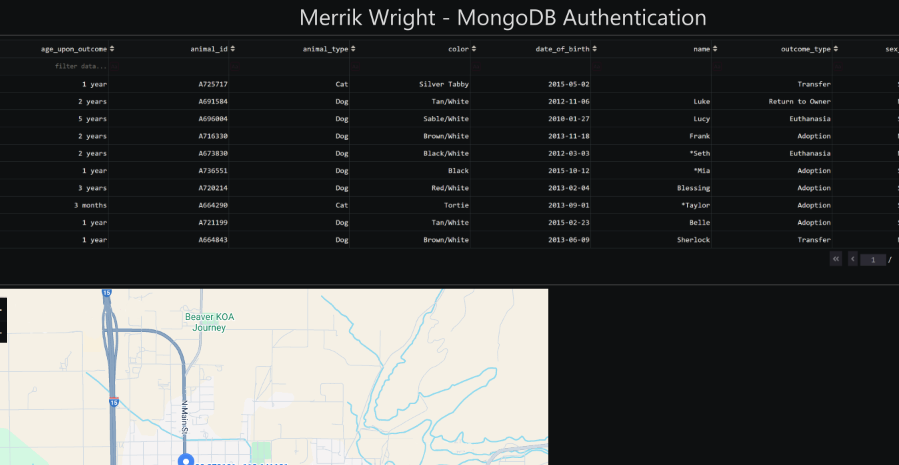 Merrik Wright - MongoDB Authentication
age_upon_outcome animal_id animal_type color date_of_birth name outcome_type sex_
filter data...
1 year A725717 Cat Silver Tabby 2015-05-02 Transfer
2 years A691584 Dog Tan/White 2012-11-06 Luke Return to Owner
5 years A696004 Dog Sable/White 2010-01-27 Lucy Euthanasia
2 years A716330 Dog Brown/White 2013-11-18 Frank Adoption
2 years A673830 Dog Black/White 2012-03-03 *Seth Euthanasia
1 year A736551 Dog Black 2015-10-12 *Mia Adoption
3 years A720214 Dog Red/White 2013-02-04 Blessing Adoption
3 months A664290 Cat Tortie 2013-09-01 *Taylor Adoption
1 year A721199 Dog Tan/White 2015-02-23 Belle Adoption
1 year A664843 Dog Brown/White 2013-06-09 Sherlock Transfer
« ‹ 1 /
15
Beaver KOA
Journey
15
N Main St